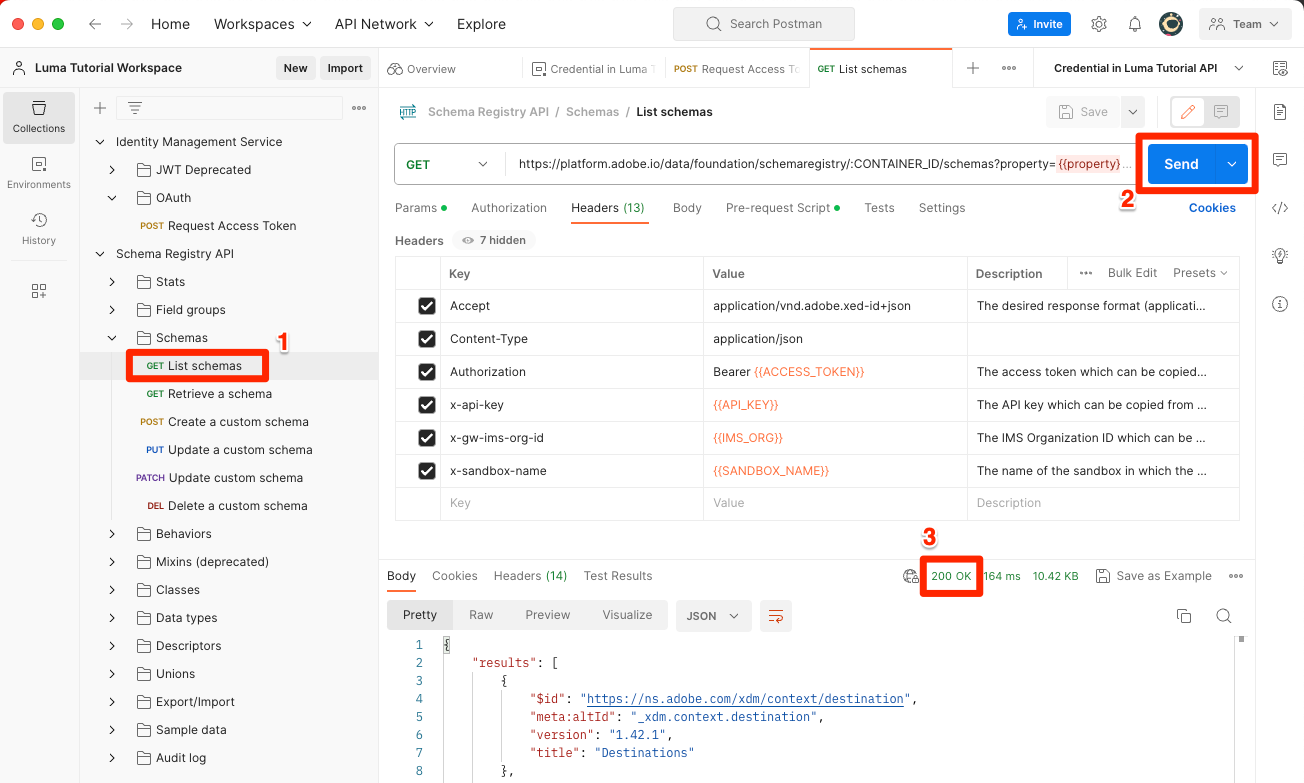 Home Workspaces API Network Explore Search Postman Invite Team
Luma Tutorial Workspace New Import Overview Credential in Luma T POST Request Access To GET List schemas Credential in Luma Tutorial API
Collections
Environments
History
Identity Management Service
JWT Deprecated
OAuth
POST Request Access Token
Schema Registry API
Stats
Field groups
Schemas
1
GET List schemas
GET Retrieve a schema
POST Create a custom schema
PUT Update a custom schema
PATCH Update custom schema
DEL Delete a custom schema
Behaviors
Mixins (deprecated)
Classes
Data types
Descriptors
Unions
Export/Import
Sample data
Audit log
HTTP Schema Registry API / Schemas / List schemas Save
GET https://platform.adobe.io/data/foundation/schemaregistry/:CONTAINER_ID/schemas?property={{property}... Send
2
Params Authorization Headers (13) Body Pre-request Script Tests Settings Cookies
Headers 7 hidden
Key Value Description Bulk Edit Presets
Accept application/vnd.adobe.xed-id+json The desired response format (applicati...
Content-Type application/json
Authorization Bearer {{ACCESS_TOKEN}} The access token which can be copied...
x-api-key {{API_KEY}} The API key which can be copied from ...
x-gw-ims-org-id {{IMS_ORG}} The IMS Organization ID which can be ...
x-sandbox-name {{SANDBOX_NAME}} The name of the sandbox in which the ...
Key Value Description
3
Body Cookies Headers (14) Test Results 200 OK 164 ms 10.42 KB Save as Example
Pretty Raw Preview Visualize JSON
1 {
2 "results": [
3 {
4 "$id": "https://ns.adobe.com/xdm/context/destination",
5 "meta:altId": "_xdm.context.destination",
6 "version": "1.42.1",
7 "title": "Destinations"
8 },